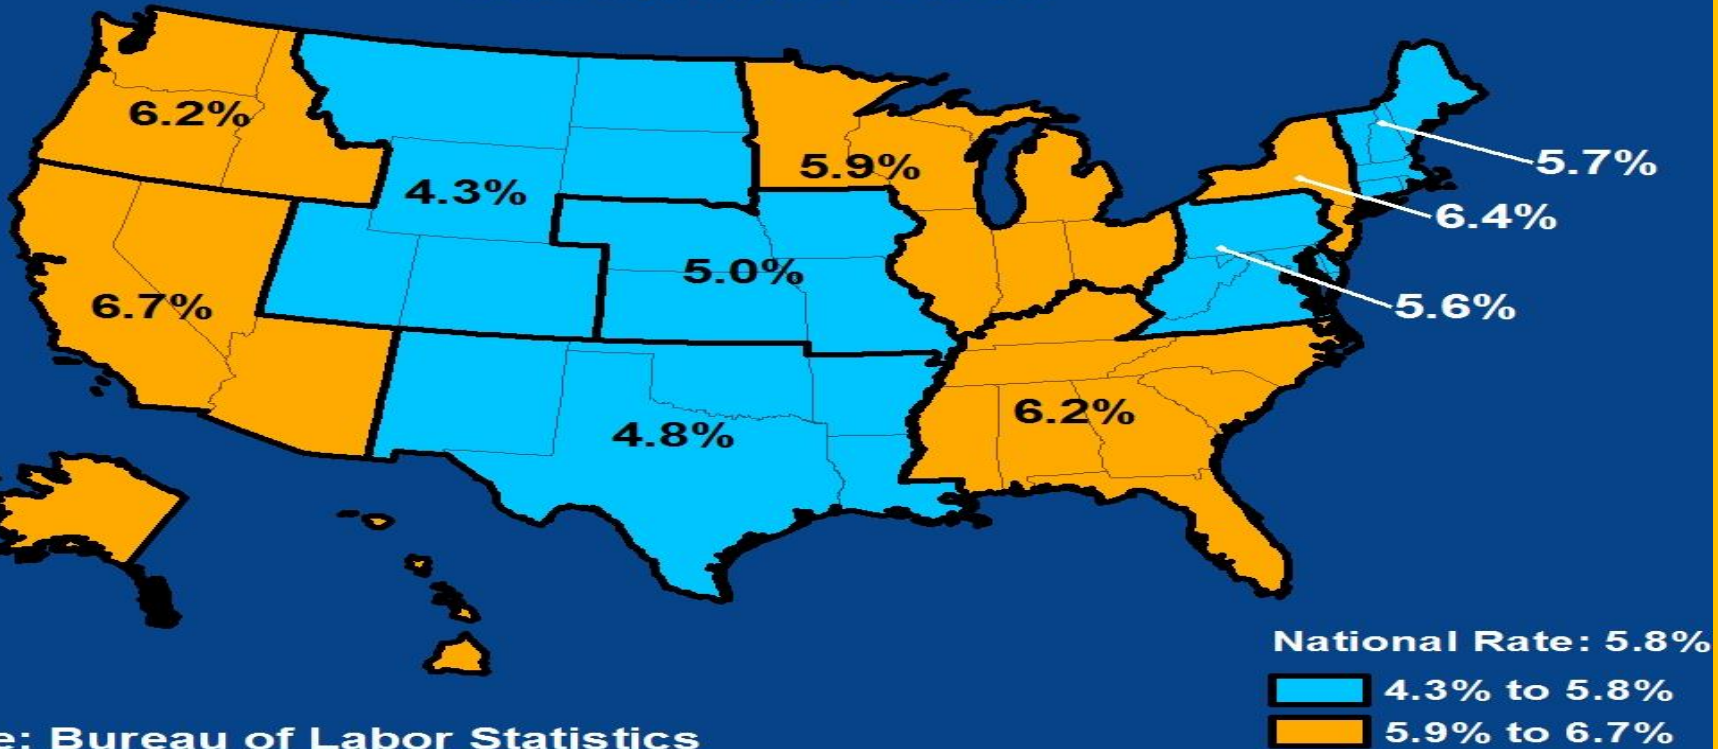 6.2%
5.9%
5.7%
4.3%
6.4%
5.0%
6.7%
5.6%
6.2%
4.8%
National Rate: 5.8%
4.3% to 5.8%
5.9% to 6.7%
e: Bureau of Labor Statistics